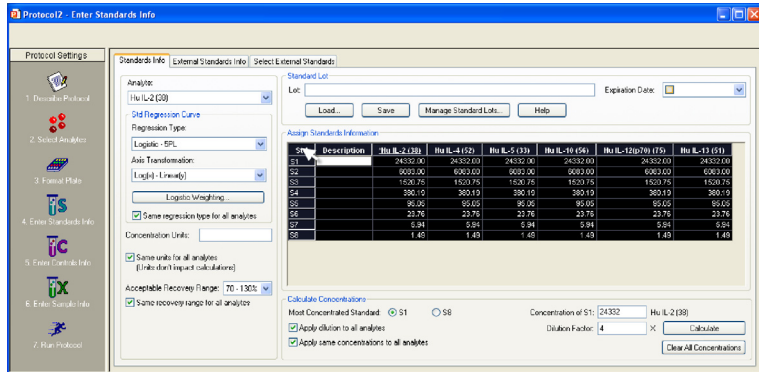 Protocol2 - Enter Standards Info
Protocol Settings
1. Describe Protocol
2. Select Analytes
3. Format Plate
4. Enter Standards Info
5. Enter Controls Info
6. Enter Sample Info
7. Run Protocol
Standards Info External Standards Info Select External Standards
Analyte:
Hu IL-2 (38)
Std Regression Curve
Regression Type:
Logistic - 5PL
Axis Transformation:
Log(x) - Linear(y)
Logistic Weighting...
Same regression type for all analytes
Concentration Units:
Same units for all analytes
(Units don't impact calculations)
Acceptable Recovery Range: 70 - 130%
Same recovery range for all analytes
Standard Lot
Lot: Expiration Date:
Load... Save Manage Standard Lots... Help
Assign Standards Information
Description Hu IL-2 (38) Hu IL-4 (52) Hu IL-5 (33) Hu IL-10 (56) Hu IL-12(p70) (75) Hu IL-13 (51)
S1 24332.00 24332.00 24332.00 24332.00 24332.00 24332.00
S2 6083.00 6083.00 6083.00 6083.00 6083.00 6083.00
S3 1520.75 1520.75 1520.75 1520.75 1520.75 1520.75
S4 380.19 380.19 380.19 380.19 380.19 380.19
S5 95.05 95.05 95.05 95.05 95.05 95.05
S6 23.76 23.76 23.76 23.76 23.76 23.76
S7 5.94 5.94 5.94 5.94 5.94 5.94
S8 1.49 1.49 1.49 1.49 1.49 1.49
Calculate Concentrations
Most Concentrated Standard: S1 S8 Concentration of S1: 24332 Hu IL-2 (38)
Apply dilution to all analytes Dilution Factor: 4 X Calculate
Apply same concentrations to all analytes
Clear All Concentrations